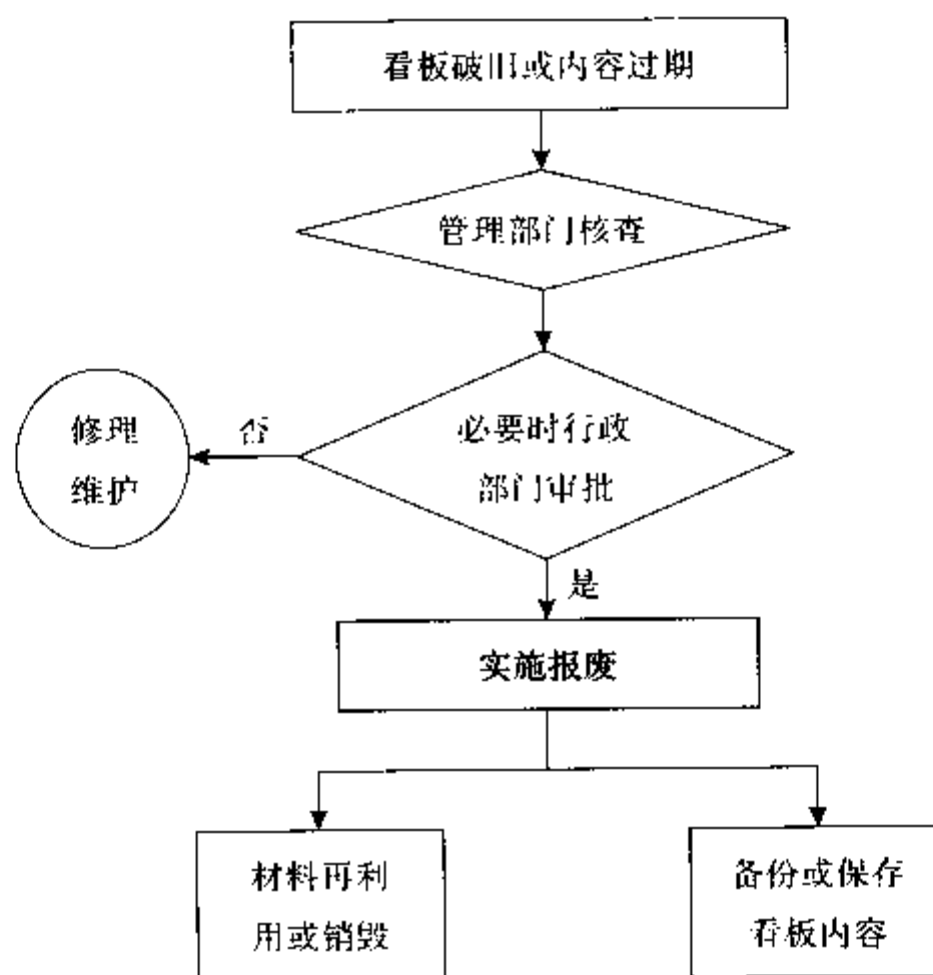 看板破旧或内容过期
管理部门核查
必要时行政
部门审批
否
修理
维护
是
实施报废
材料再利
用或销毁
备份或保存
看板内容